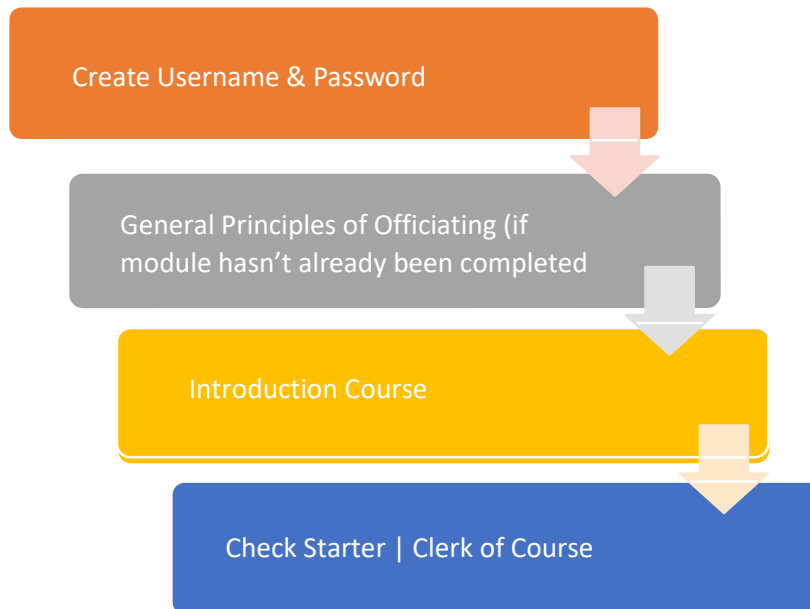 Create Username & Password
General Principles of Officiating (if
module hasn’t already been completed
Introduction Course
Check Starter | Clerk of Course